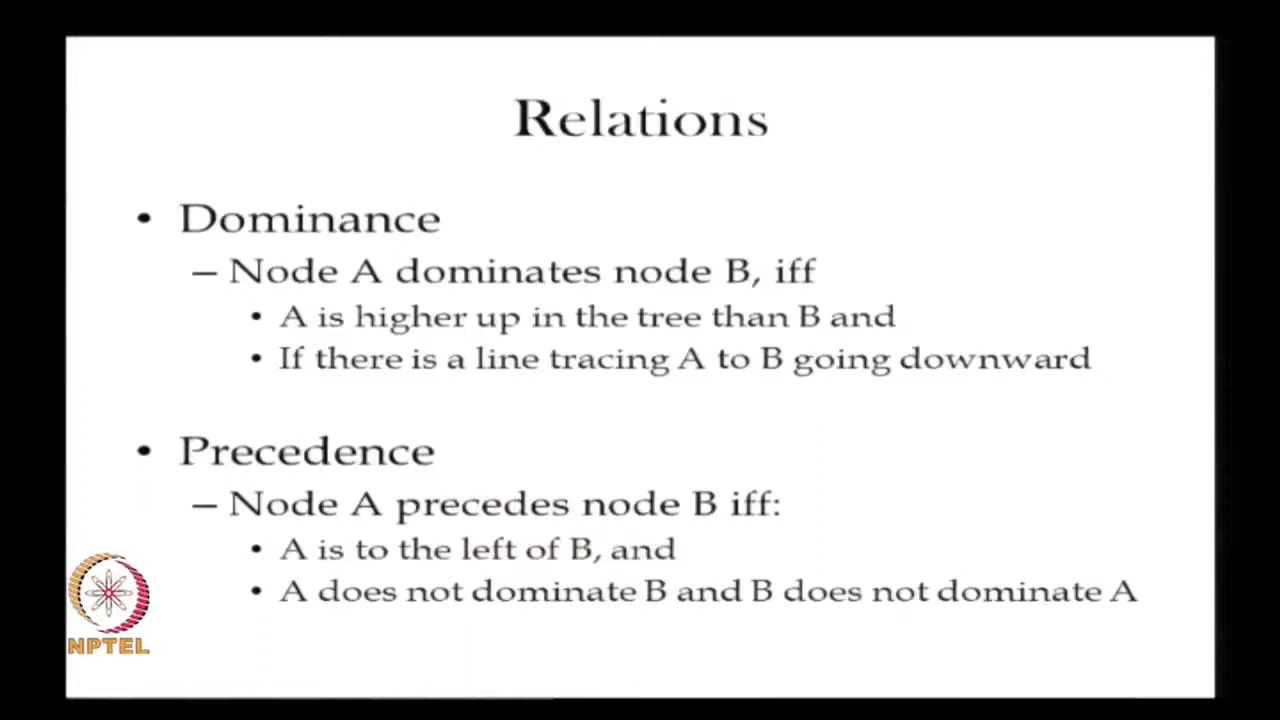 Relations
• Dominance
– Node A dominates node B, iff
• A is higher up in the tree than B and
• If there is a line tracing A to B going downward
• Precedence
– Node A precedes node B iff:
• A is to the left of B, and
• A does not dominate B and B does not dominate A
NPTEL